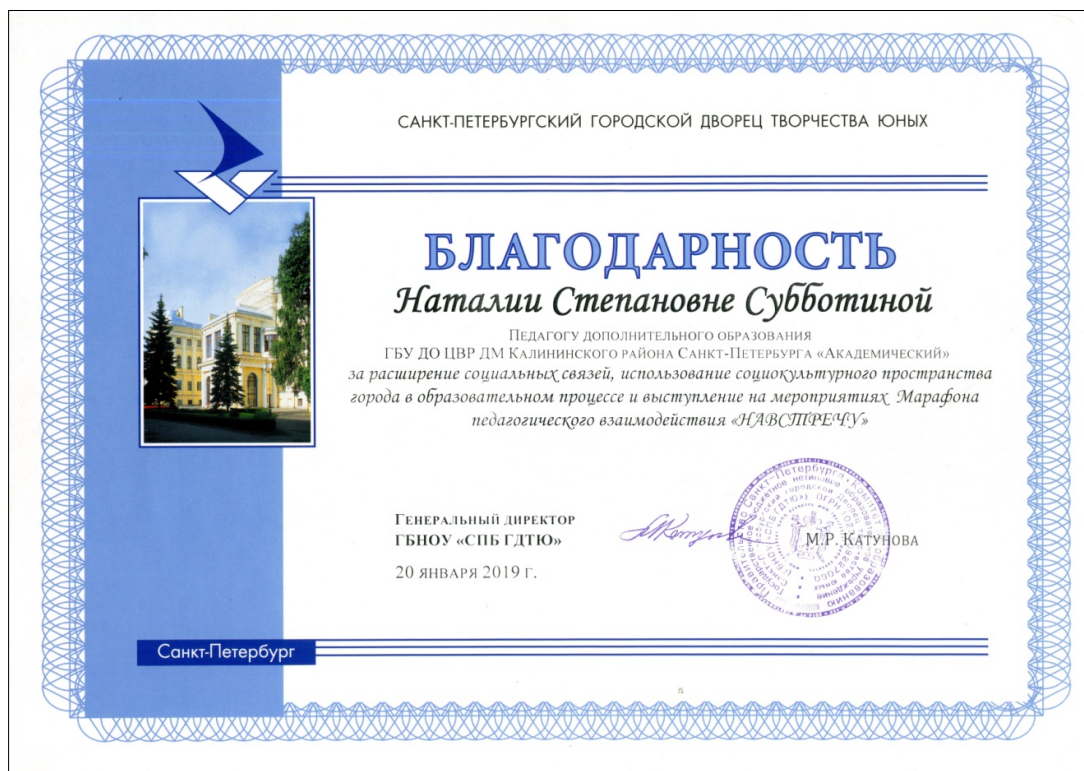 САНКТ-ПЕТЕРБУРГСКИЙ ГОРОДСКОЙ ДВОРЕЦ ТВОРЧЕСТВА ЮНЫХ
БЛАГОДАРНОСТЬ
Наталии Степановне Субботиной
ПЕДАГОГУ ДОПОЛНИТЕЛЬНОГО ОБРАЗОВАНИЯ
ГБУ ДО ЦВР ДМ КАЛИНИНСКОГО РАЙОНА САНКТ-ПЕТЕРБУРГА «АКАДЕМИЧЕСКИЙ»
за расширение социальных связей, использование социокультурного пространства
города в образовательном процессе и выступление на мероприятиях Марафона
педагогического взаимодействия «НАВСТРЕЧУ»
ГЕНЕРАЛЬНЫЙ ДИРЕКТОР
ГБНОУ «СПБ ГДТЮ»
М.Р. КАТУНОВА
20 ЯНВАРЯ 2019 Г.
Санкт-Петербург